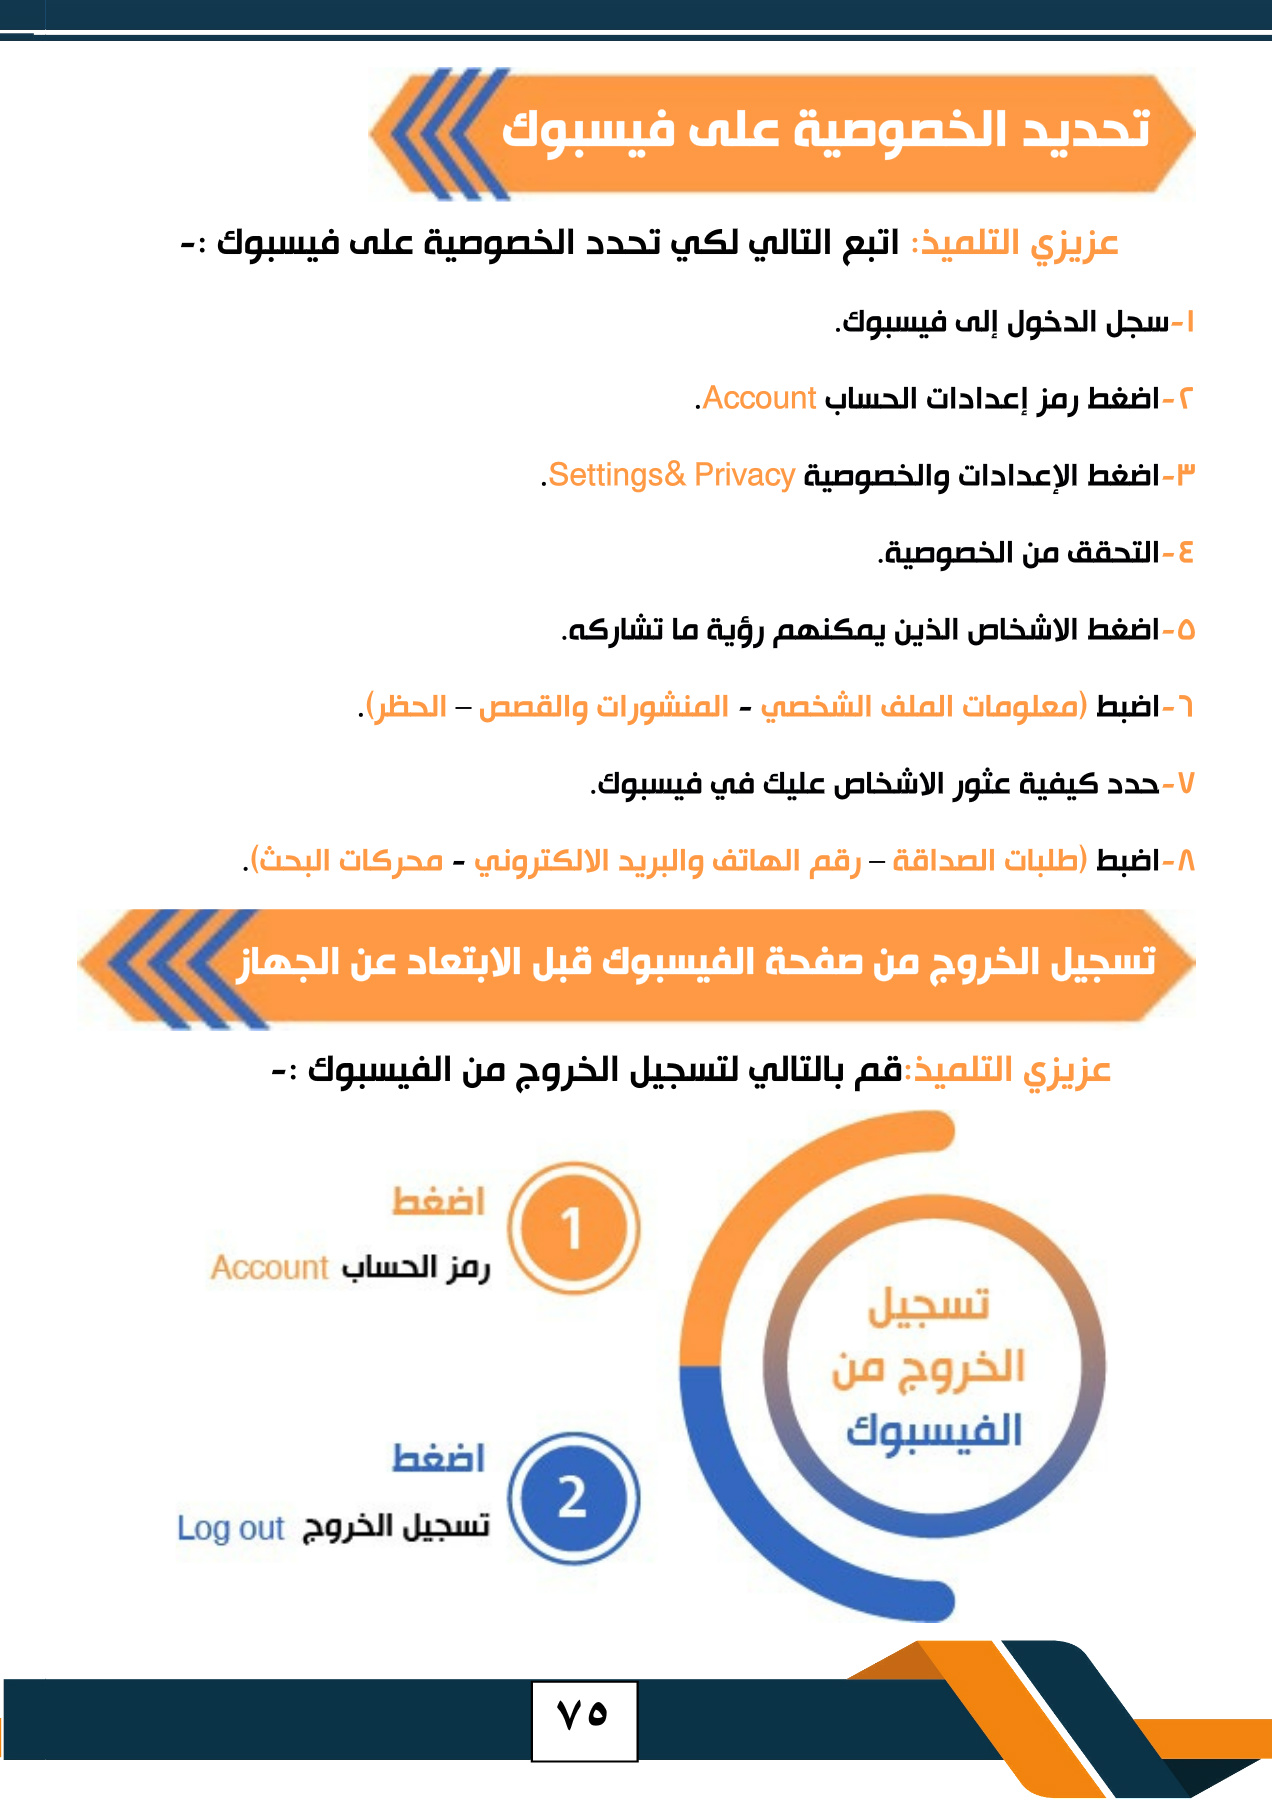 تحديد الخصوصية على فيسبوك
عزيزي التلميذ: اتبع التالي لكي تحدد الخصوصية على فيسبوك :-
١-سجل الدخول إلى فيسبوك.
٢-اضغط رمز إعدادات الحساب Account.
٣-اضغط الإعدادات والخصوصية Settings& Privacy.
٤-التحقق من الخصوصية.
٥-اضغط الاشخاص الذين يمكنهم رؤية ما تشاركه.
٦-اضبط (معلومات الملف الشخصي - المنشورات والقصص – الحظر).
٧-حدد كيفية عثور الاشخاص عليك في فيسبوك.
٨-اضبط (طلبات الصداقة – رقم الهاتف والبريد الالكتروني - محركات البحث).
تسجيل الخروج من صفحة الفيسبوك قبل الابتعاد عن الجهاز
عزيزي التلميذ:قم بالتالي لتسجيل الخروج من الفيسبوك :-
تسجيل
الخروج من
الفيسبوك
1
اضغط
رمز الحساب Account
2
اضغط
تسجيل الخروج Log out
٧٥